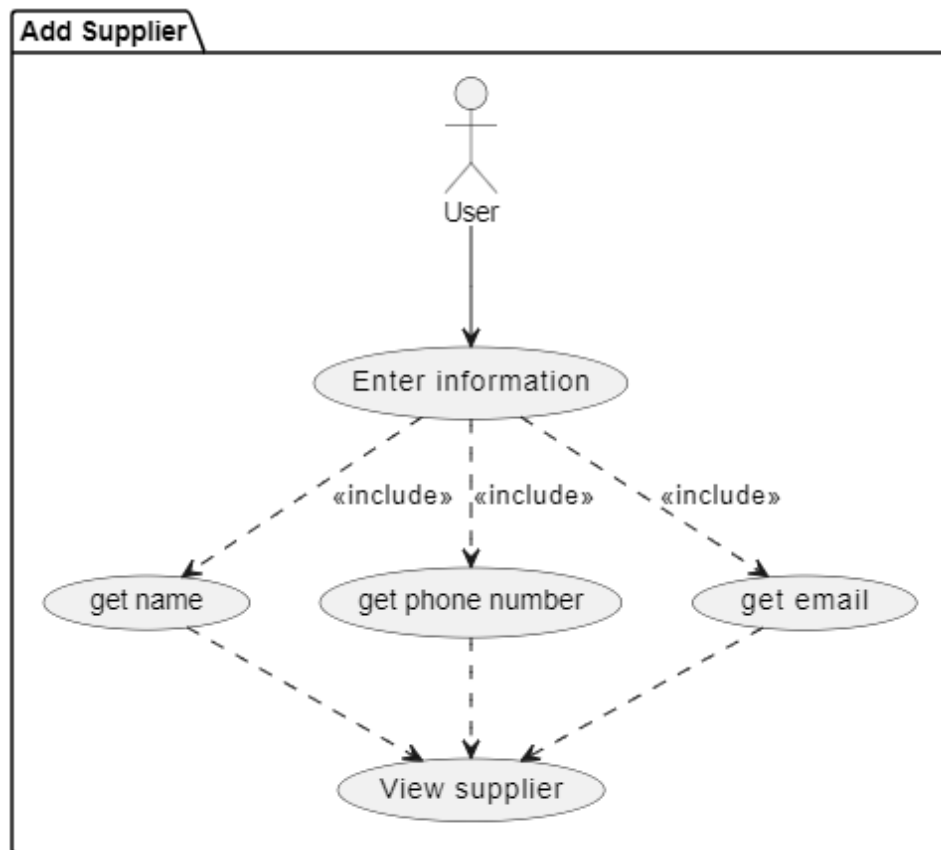 Add Supplier
User
Enter information
«include» «include» «include»
get name get phone number get email
View supplier